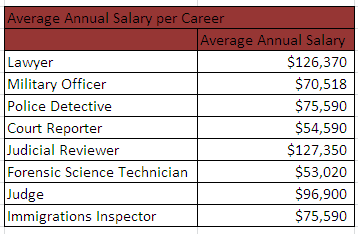 Average Annual Salary per Career
Average Annual Salary
Lawyer $126,370
Military Officer $70,518
Police Detective $75,590
Court Reporter $54,590
Judicial Reviewer $127,350
Forensic Science Technician $53,020
Judge $96,900
Immigrations Inspector $75,590